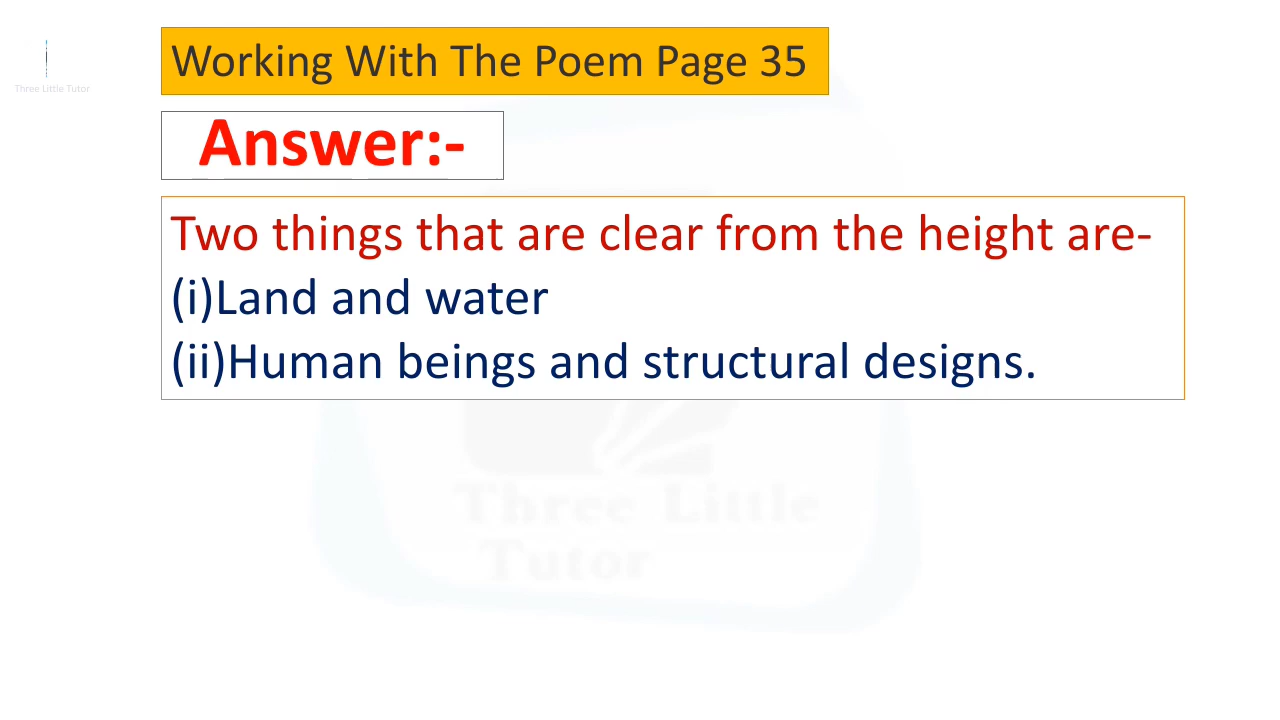 Working With The Poem Page 35
Three Little Tutor
Answer:-
Two things that are clear from the height are-
(i)Land and water
(ii)Human beings and structural designs.
Three Little
Tutor